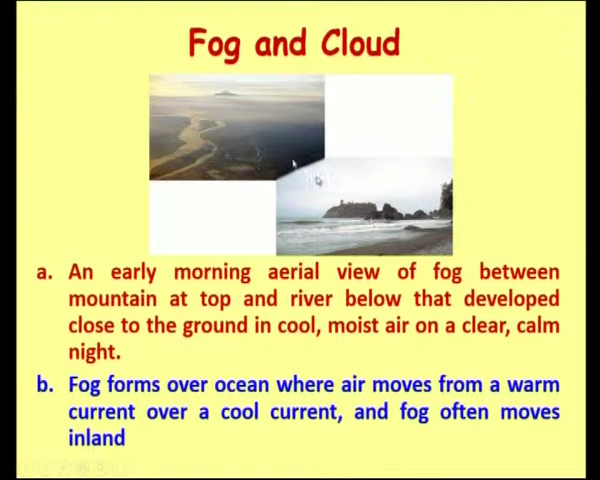 Fog and Cloud
a. An early morning aerial view of fog between
mountain at top and river below that developed
close to the ground in cool, moist air on a clear, calm
night.
b. Fog forms over ocean where air moves from a warm
current over a cool current, and fog often moves
inland